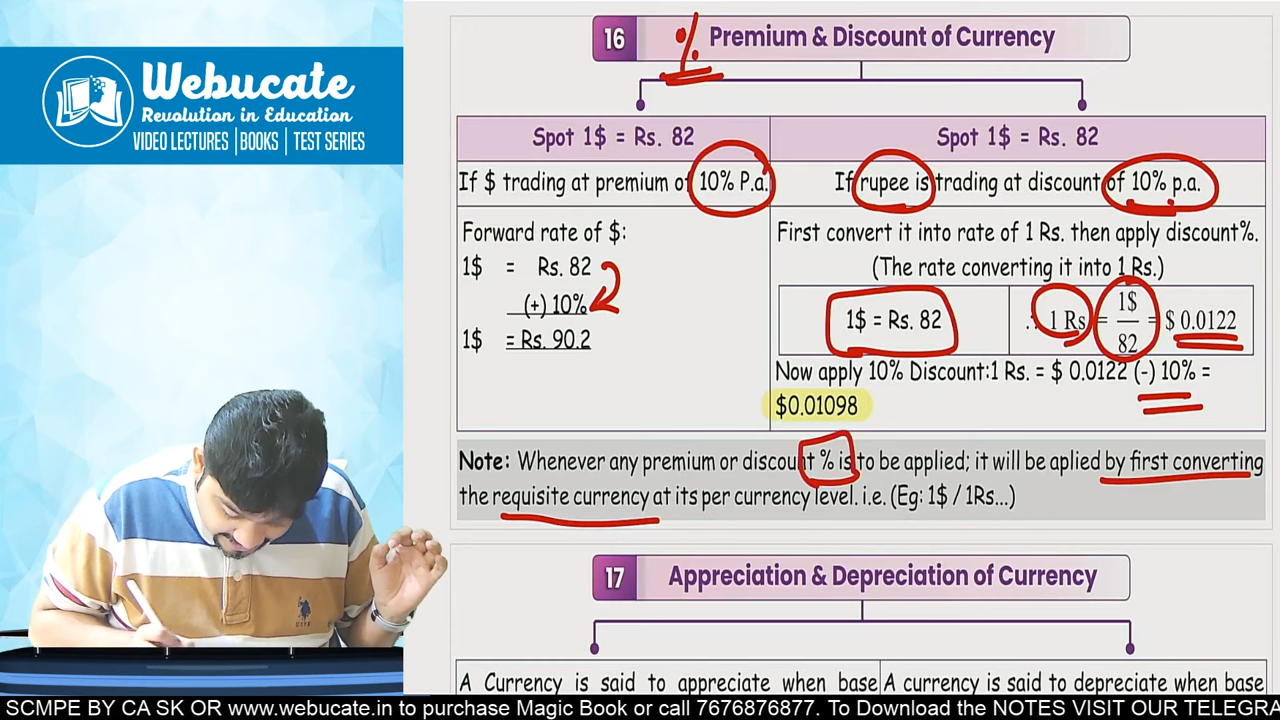 Webucate
Revolution in Education
VIDEO LECTURES | BOOKS | TEST SERIES
16 % Premium & Discount of Currency
Spot 1$ = Rs. 82
Spot 1$ = Rs. 82
If $ trading at premium of 10% P.a.
If rupee is trading at discount of 10% p.a.
Forward rate of $:
1$ = Rs. 82
(+) 10%
1$ = Rs. 90.2
First convert it into rate of 1 Rs. then apply discount%.
(The rate converting it into 1 Rs.)
1$ = Rs. 82
∴ 1 Rs = 1$/82 = $ 0.0122
Now apply 10% Discount:1 Rs. = $ 0.0122 (-) 10% =
$0.01098
Note: Whenever any premium or discount % is to be applied; it will be aplied by first converting
the requisite currency at its per currency level. i.e. (Eg: 1$ / 1Rs...)
17 Appreciation & Depreciation of Currency
A Currency is said to appreciate when base
A currency is said to depreciate when base
SCMPE BY CA SK OR www.webucate.in to purchase Magic Book or call 7676876877. To Download the NOTES VISIT OUR TELEGRA